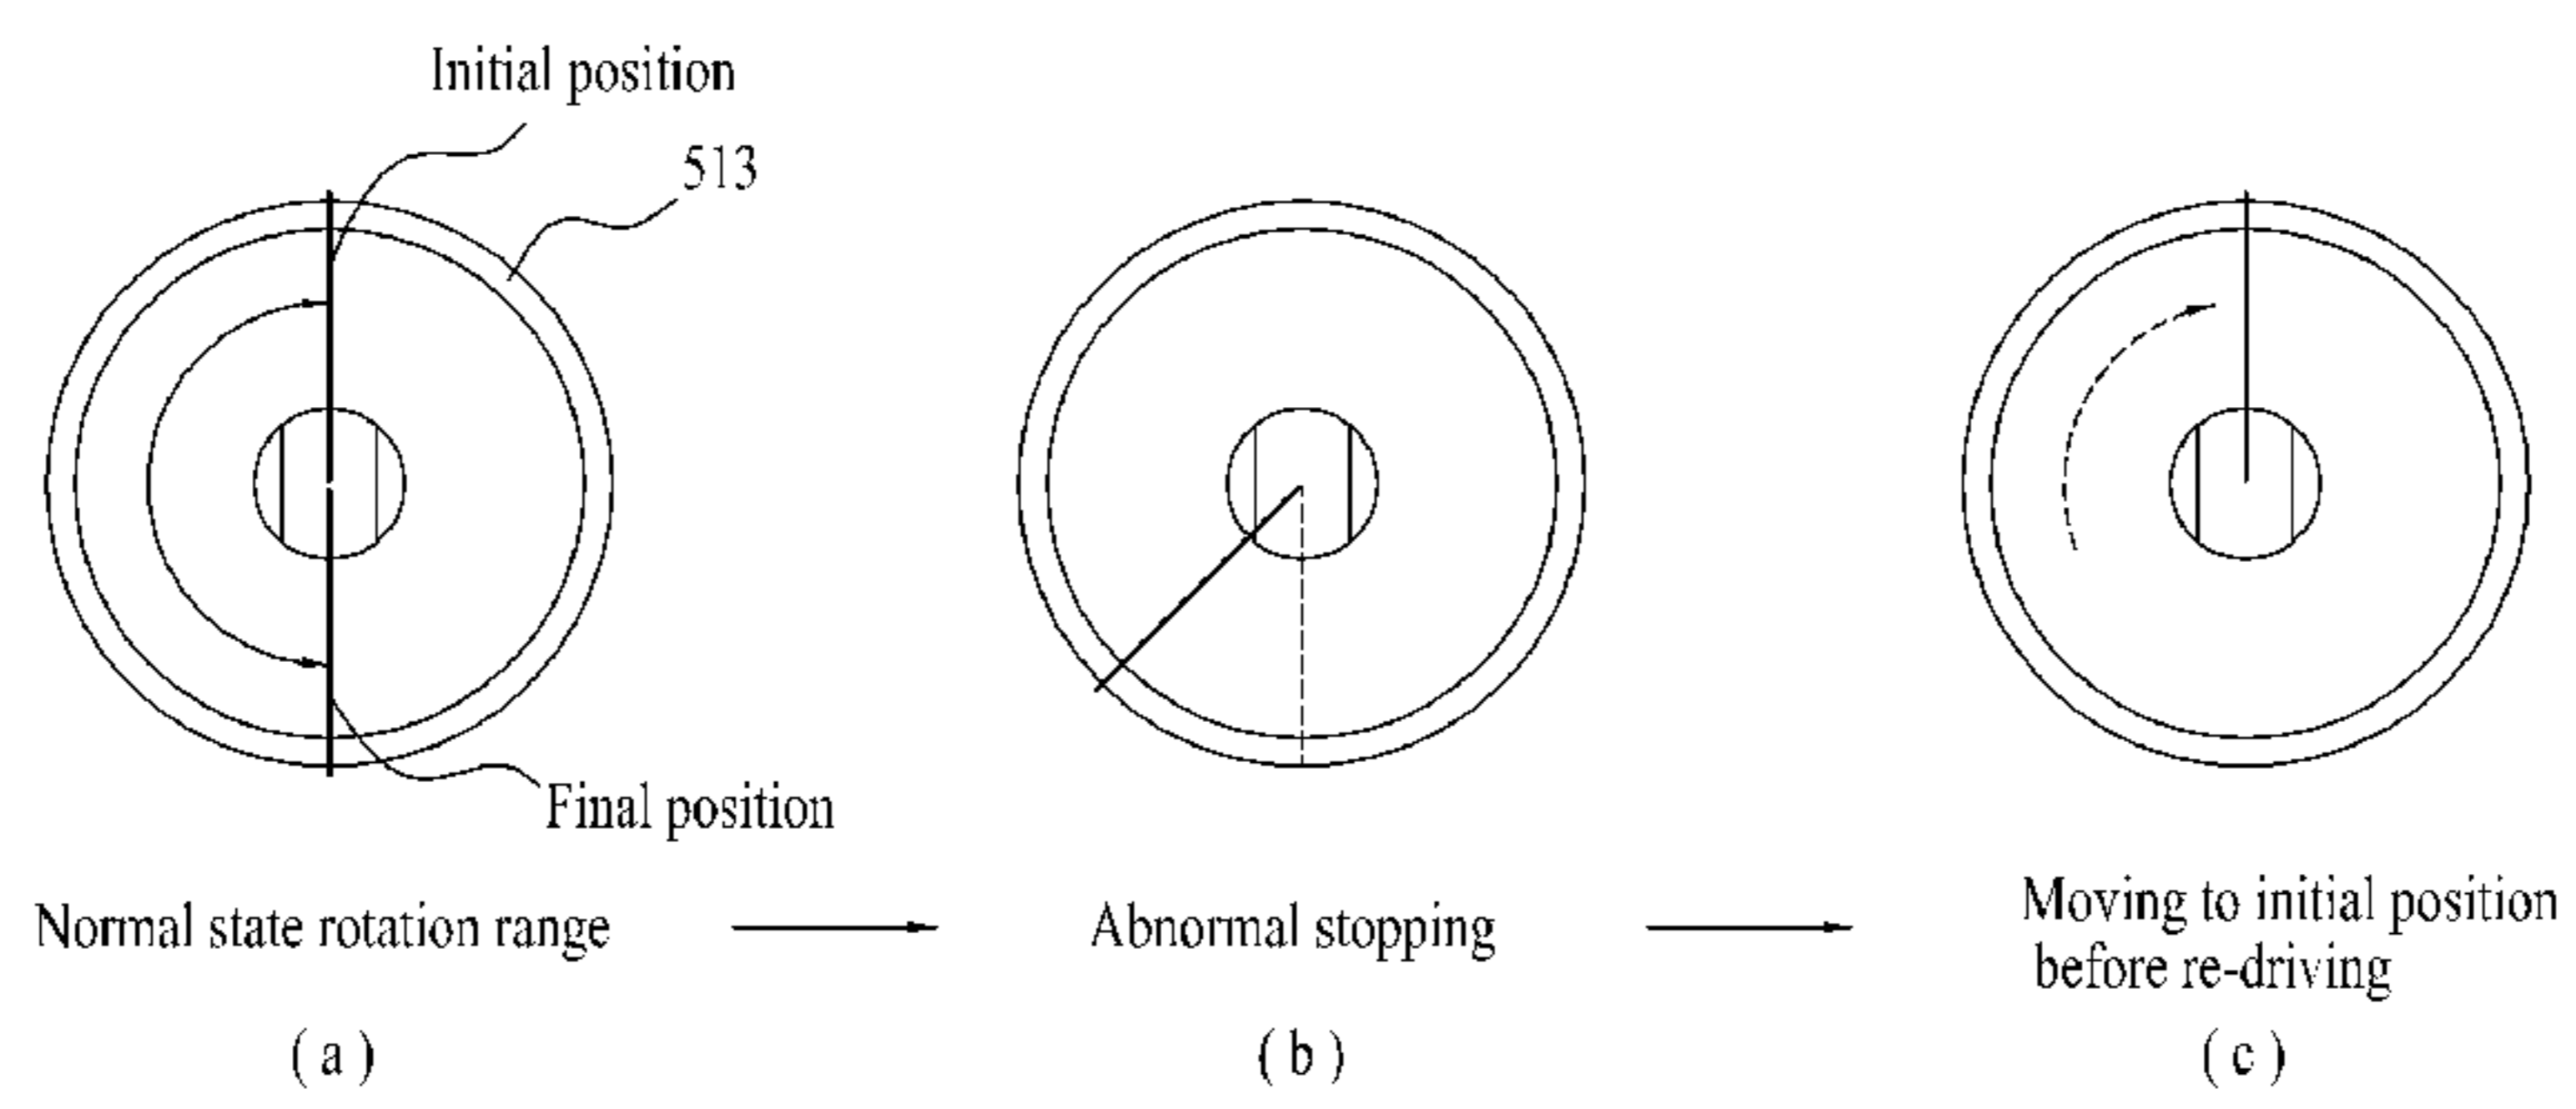 Initial position
513
Final position
Normal state rotation range
Abnormal stopping
Moving to initial position
before re-driving
(a)
(b)
(c)